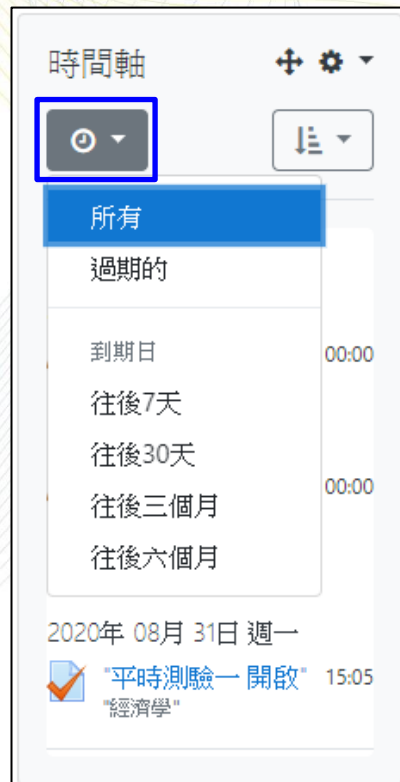 時間軸
所有
過期的
到期日
00:00
往後7天
往後30天
00:00
往後三個月
往後六個月
2020年 08月 31日 週一
"平時測驗一 開啟" 15:05
"經濟學"